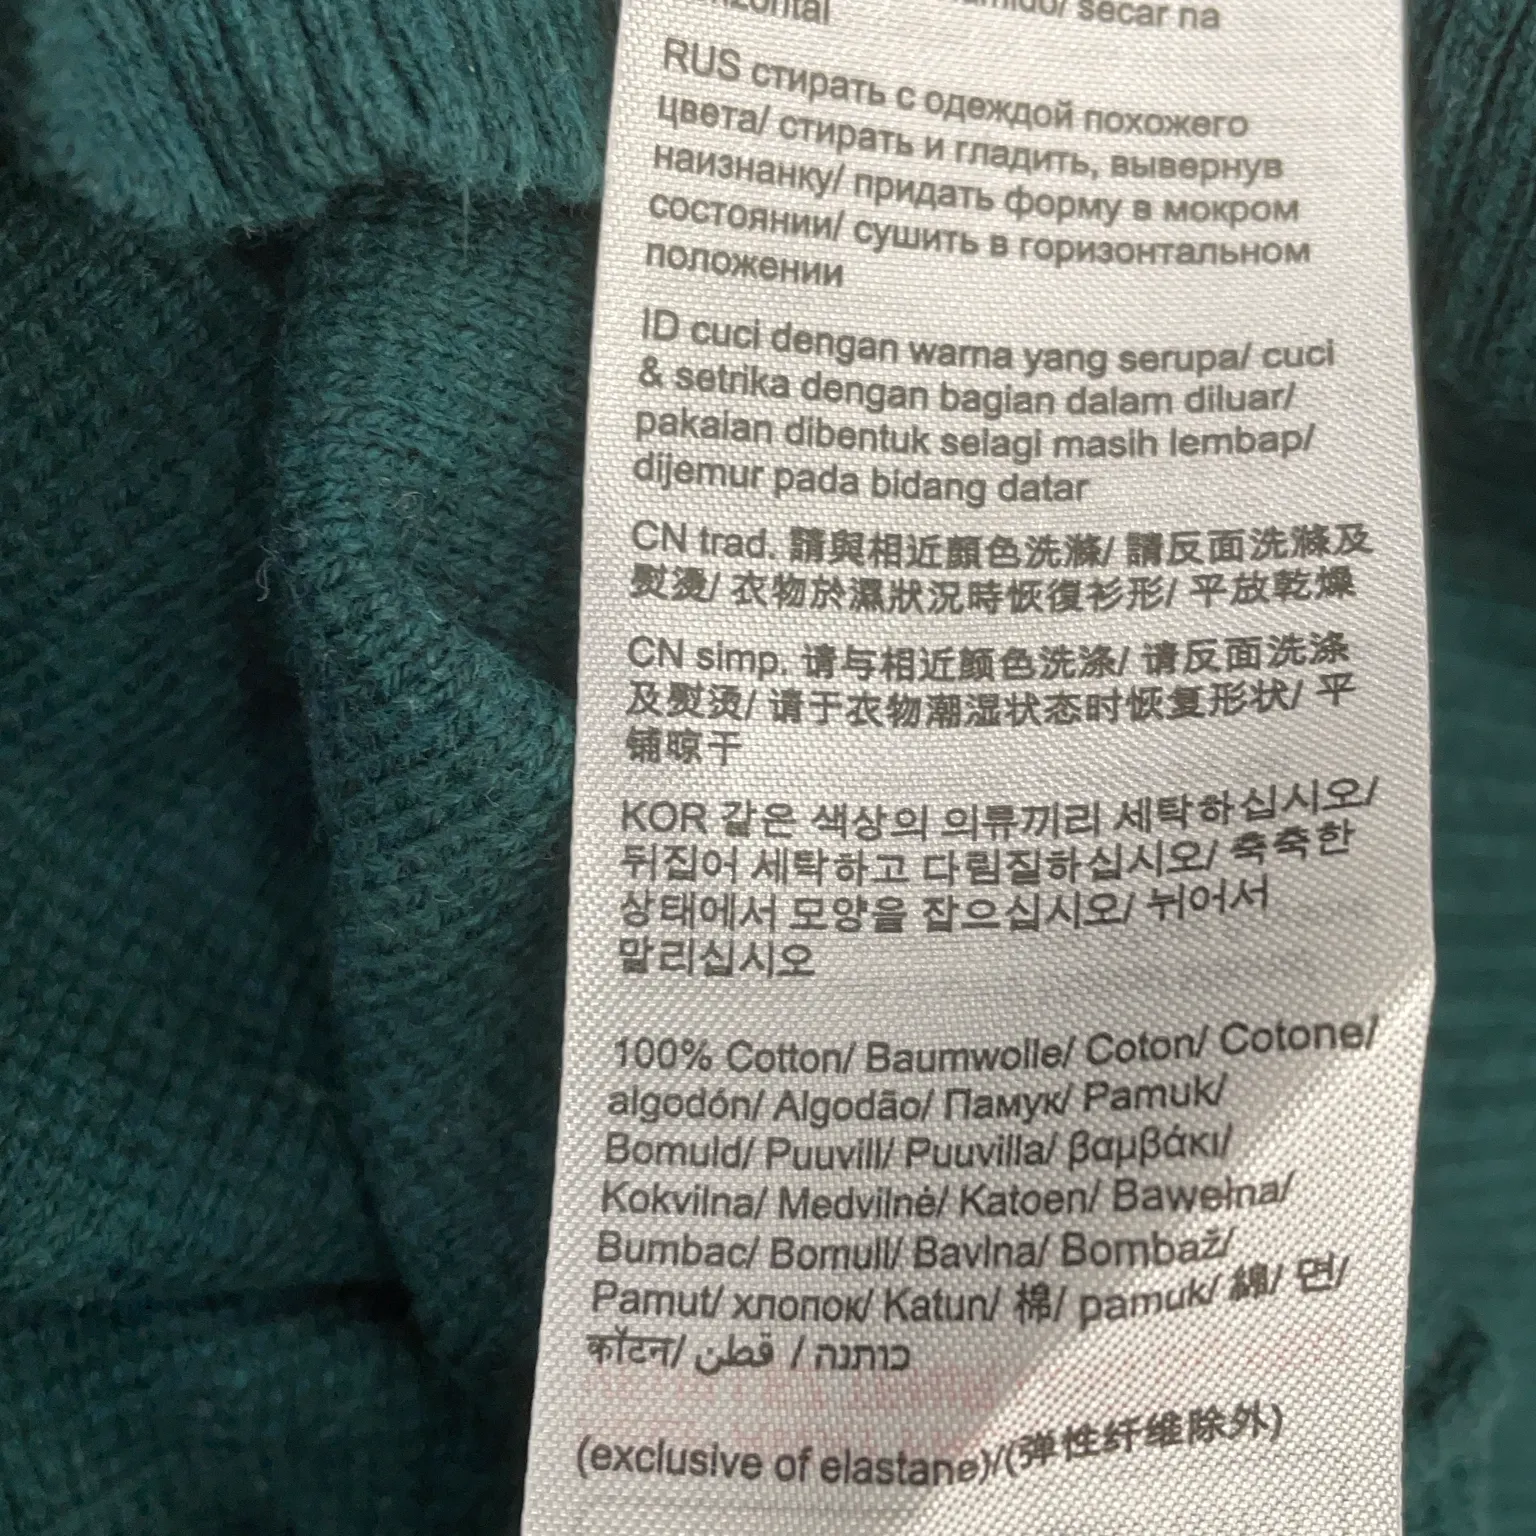 secar na
RUS стирать с одеждой похожего
цвета/ стирать и гладить, вывернув
наизнанку/ придать форму в мокром
состоянии/ сушить в горизонтальном
положении
ID cuci dengan warna yang serupa/ cuci
& setrika dengan bagian dalam diluar/
pakaian dibentuk selagi masih lembap/
dijemur pada bidang datar
CN trad. 請與相近顏色洗滌/ 請反面洗滌及
熨燙/ 衣物於濕狀況時恢復衫形/ 平放乾燥
CN simp. 请与相近颜色洗涤/ 请反面洗涤
及熨烫/ 请于衣物潮湿状态时恢复形状/ 平
铺晾干
KOR 같은 색상의 의류끼리 세탁하십시오/
뒤집어 세탁하고 다림질하십시오/ 축축한
상태에서 모양을 잡으십시오/ 뉘어서
말리십시오
100% Cotton/ Baumwolle/ Coton/ Cotone/
algodón/ Algodão/ Памук/ Pamuk/
Bomuld/ Puuvill/ Puuvilla/ βαμβάκι/
Kokvilna/ Medvilnė/ Katoen/ Bawełna/
Bumbac/ Bomull/ Bavlna/ Bombaž/
Pamut/ хлопок/ Katun/ 棉/ pamuk/ 綿/ 면/
कॉटन/ قطن / כותנה
(exclusive of elastane)/(弹性纤维除外)